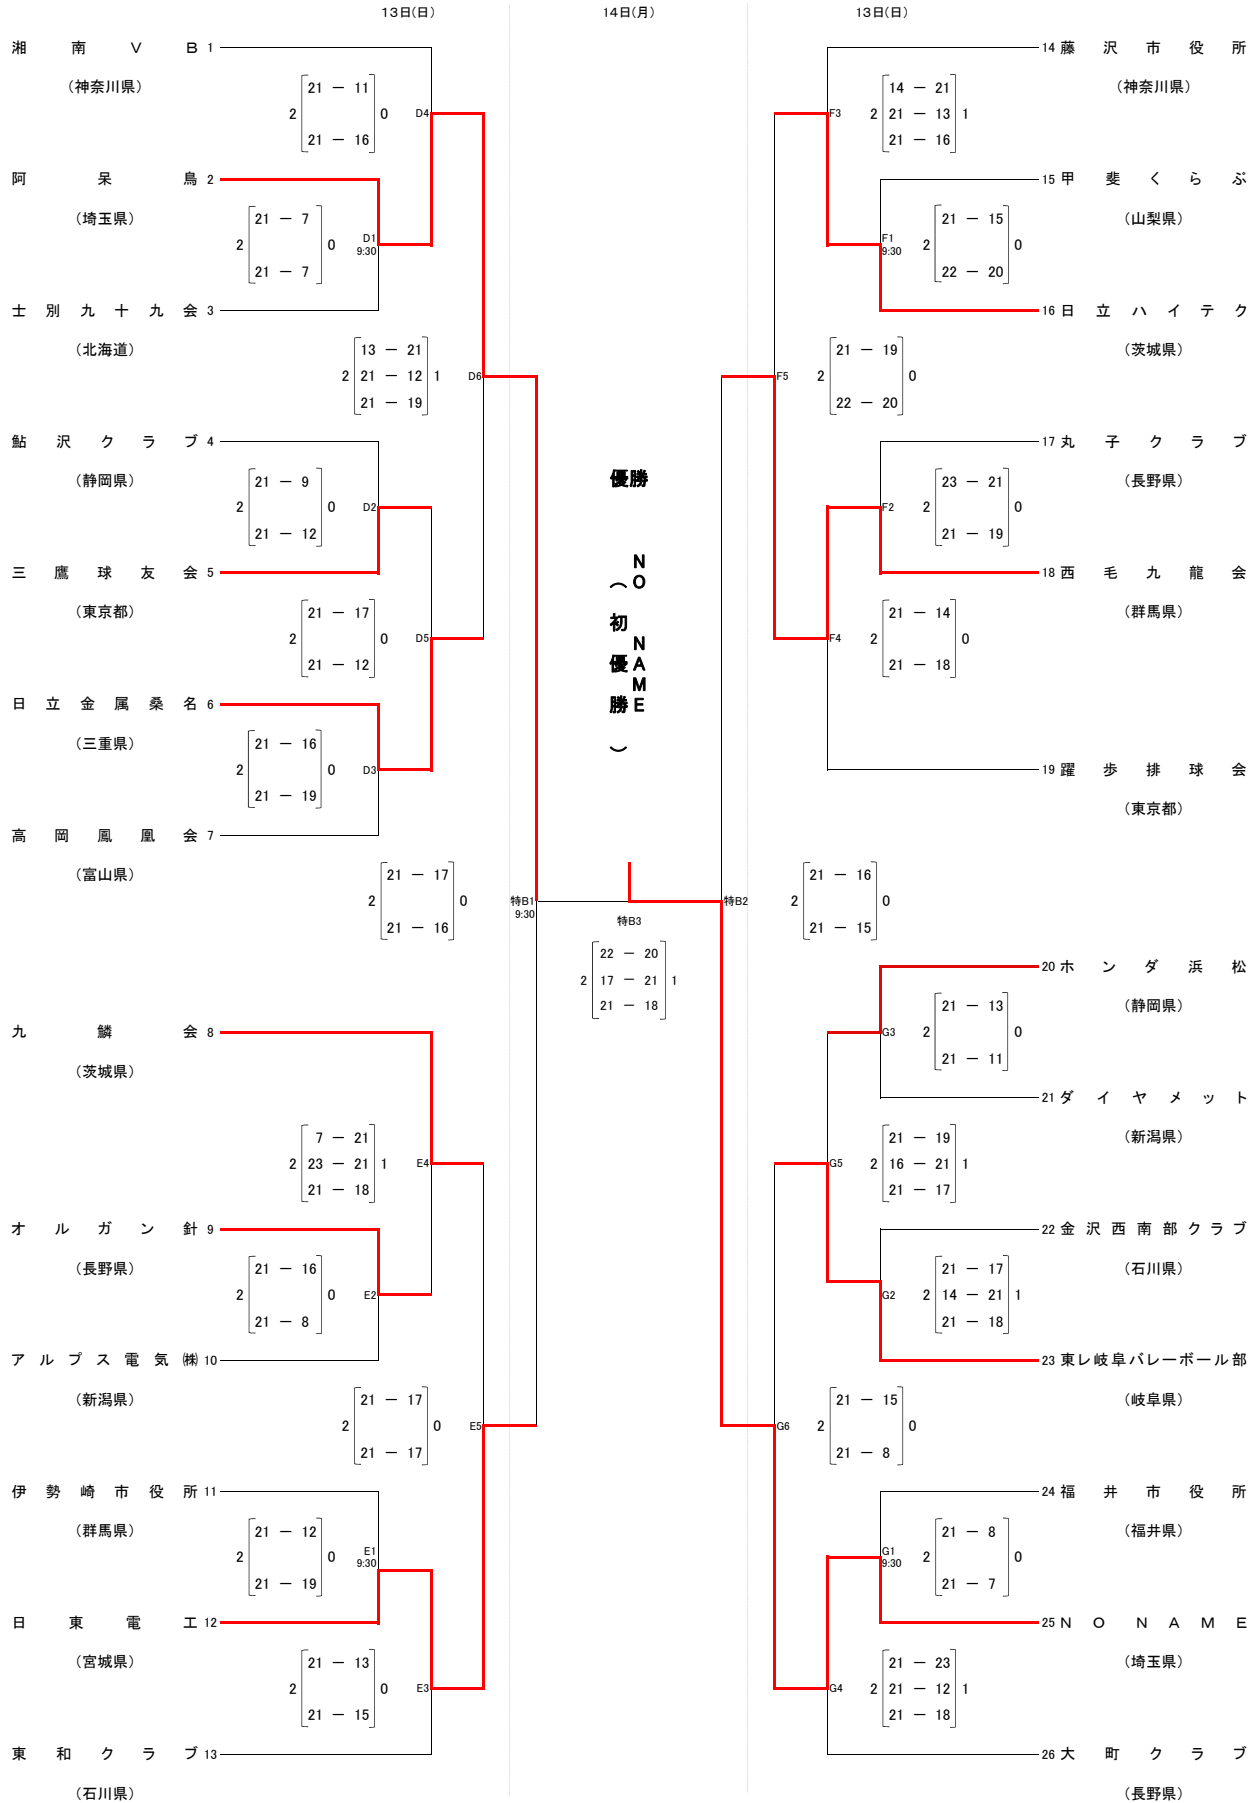 13日(日)
14日(月)
13日(日)
湘南VB 1
(神奈川県)
21 － 11
2 0
21 － 16
D4
阿呆鳥 2
(埼玉県)
21 － 7
2 0
21 － 7
D1
9:30
士別九十九会 3
(北海道)
13 － 21
2 21 － 12 1
21 － 19
D6
鮎沢クラブ 4
(静岡県)
21 － 9
2 0
21 － 12
D2
三鷹球友会 5
(東京都)
21 － 17
2 0
21 － 12
D5
日立金属桑名 6
(三重県)
21 － 16
2 0
21 － 19
D3
高岡鳳凰会 7
(富山県)
21 － 17
2 0
21 － 16
特B1
9:30
九鱗会 8
(茨城県)
7 － 21
2 23 － 21 1
21 － 18
E4
オルガン針 9
(長野県)
21 － 16
2 0
21 － 8
E2
アルプス電気㈱ 10
(新潟県)
21 － 17
2 0
21 － 17
E5
伊勢崎市役所 11
(群馬県)
21 － 12
2 0
21 － 19
E1
9:30
日東電工 12
(宮城県)
21 － 13
2 0
21 － 15
E3
東和クラブ 13
(石川県)
優勝
NO NAME
(初優勝)
特B3
22 － 20
2 17 － 21 1
21 － 18
14 藤沢市役所
(神奈川県)
14 － 21
2 21 － 13 1
21 － 16
F3
15 甲斐くらぶ
(山梨県)
21 － 15
2 0
22 － 20
F1
9:30
16 日立ハイテク
(茨城県)
21 － 19
2 0
22 － 20
F5
17 丸子クラブ
(長野県)
23 － 21
2 0
21 － 19
F2
18 西毛九龍会
(群馬県)
21 － 14
2 0
21 － 18
F4
19 躍歩排球会
(東京都)
21 － 16
2 0
21 － 15
特B2
20 ホンダ浜松
(静岡県)
21 － 13
2 0
21 － 11
G3
21 ダイヤメット
(新潟県)
21 － 19
2 16 － 21 1
21 － 17
G5
22 金沢西南部クラブ
(石川県)
21 － 17
2 14 － 21 1
21 － 18
G2
23 東レ岐阜バレーボール部
(岐阜県)
21 － 15
2 0
21 － 8
G6
24 福井市役所
(福井県)
21 － 8
2 0
21 － 7
G1
9:30
25 NO NAME
(埼玉県)
21 － 23
2 21 － 12 1
21 － 18
G4
26 大町クラブ
(長野県)